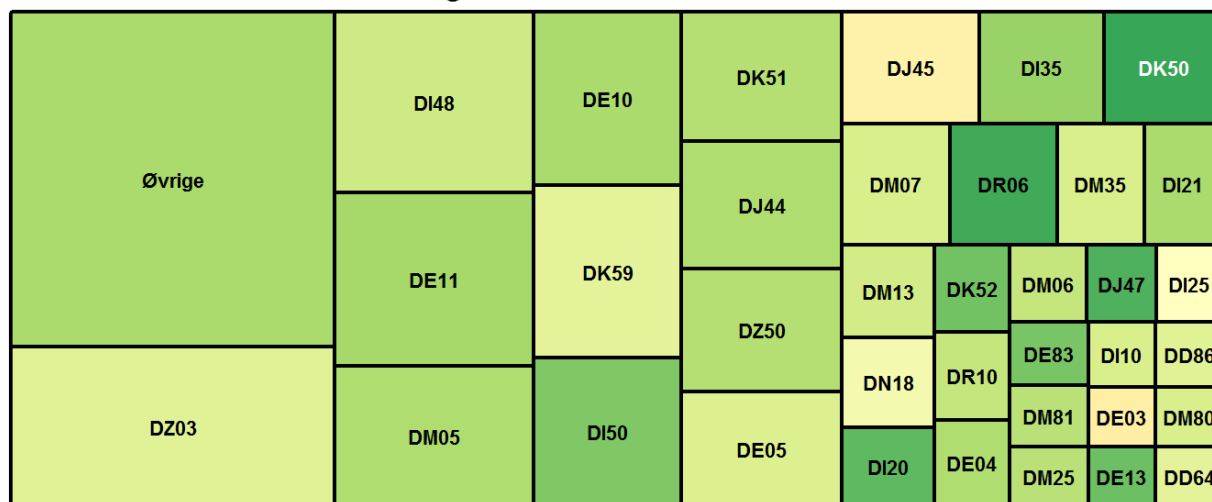 Øvrige
DZ03
DI48
DE11
DM05
DE10
DK59
DI50
DK51
DJ44
DZ50
DE05
DJ45
DI35
DK50
DM07
DR06
DM35
DI21
DM13
DN18
DI20
DK52
DR10
DE04
DM06
DJ47
DI25
DE83
DI10
DD86
DM81
DE03
DM80
DM25
DE13
DD64